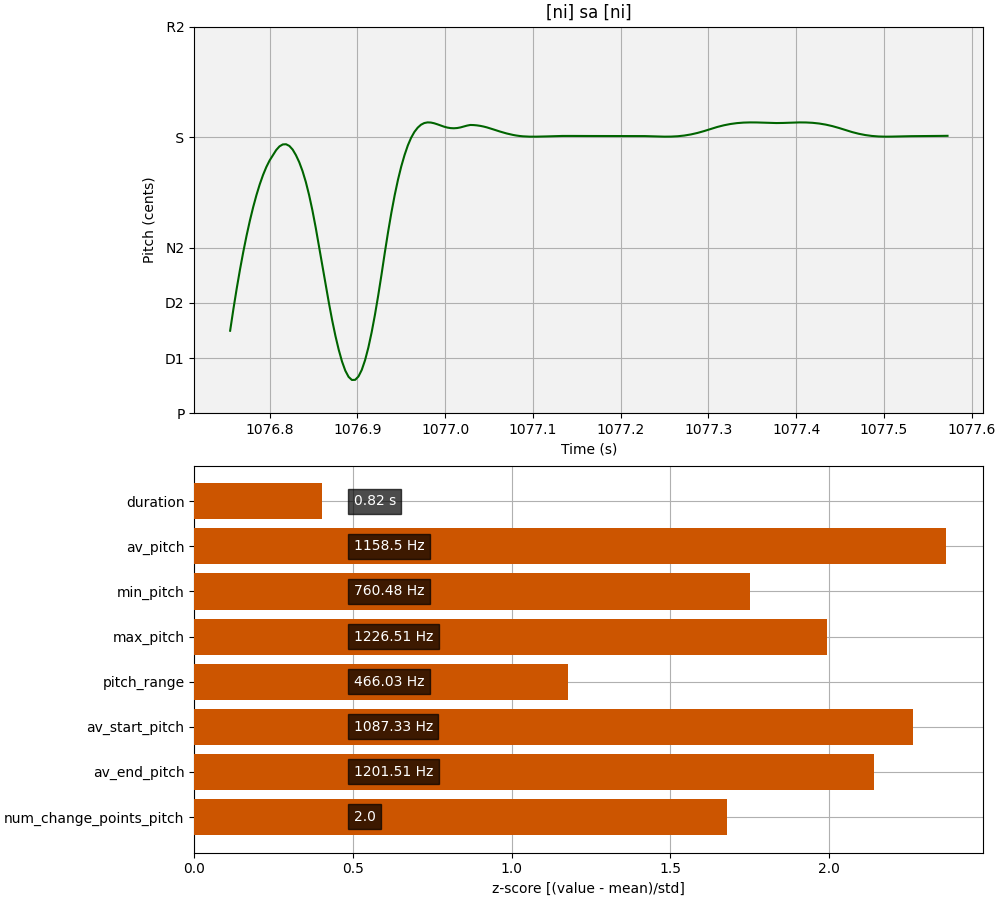 [ni] sa [ni]
R2
S
N2
D2
D1
P
Pitch (cents)
1076.8 1076.9 1077.0 1077.1 1077.2 1077.3 1077.4 1077.5 1077.6
Time (s)
duration 0.82 s
av_pitch 1158.5 Hz
min_pitch 760.48 Hz
max_pitch 1226.51 Hz
pitch_range 466.03 Hz
av_start_pitch 1087.33 Hz
av_end_pitch 1201.51 Hz
num_change_points_pitch 2.0
0.0 0.5 1.0 1.5 2.0
z-score [(value - mean)/std]